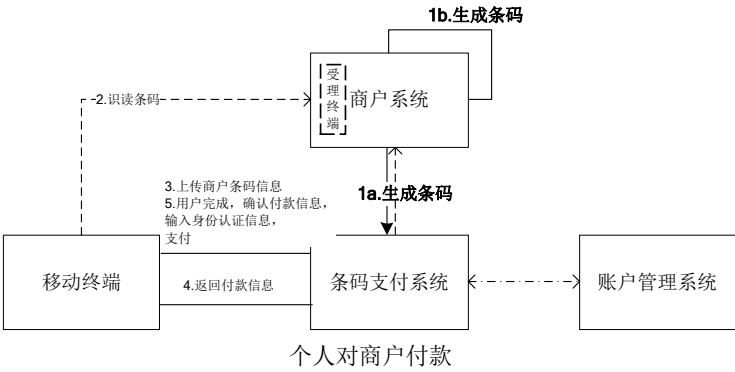 1b.生成条码
受理终端
商户系统
2.识读条码
3.上传商户条码信息
5.用户完成，确认付款信息，
输入身份认证信息，
支付
1a.生成条码
移动终端
4.返回付款信息
条码支付系统
账户管理系统
个人对商户付款